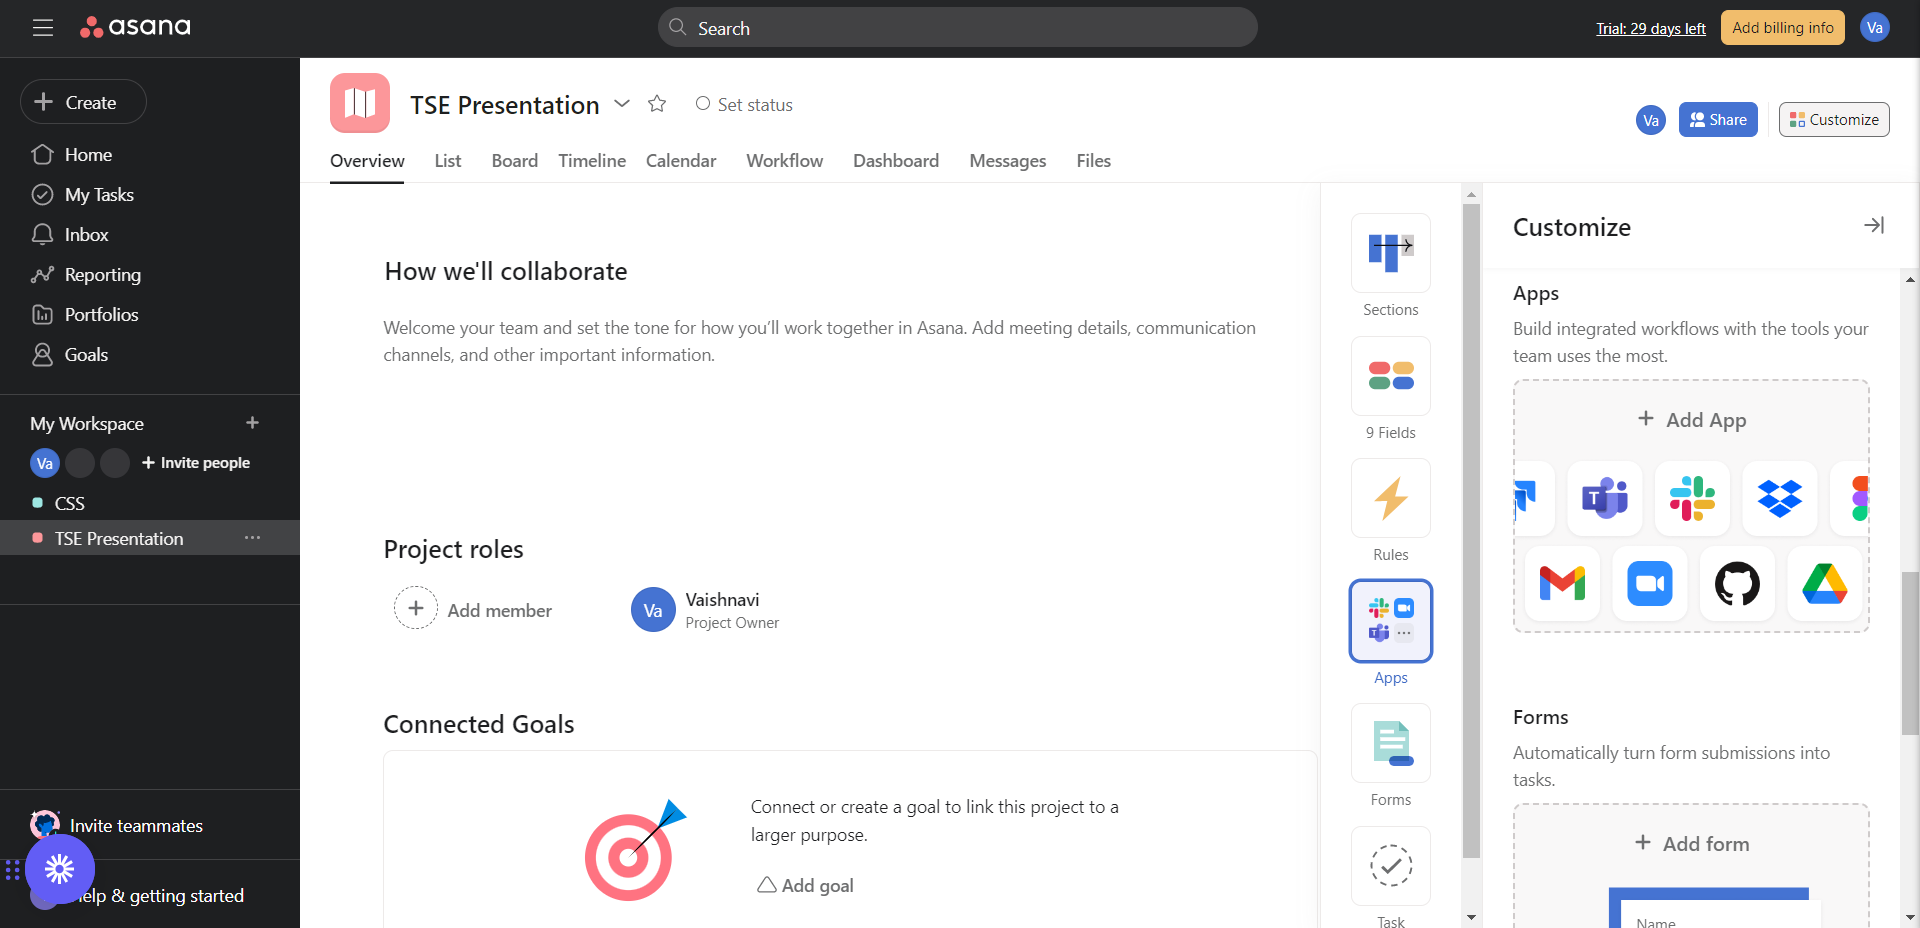 asana
Search
Trial: 29 days left
Add billing info
Va
Create
Home
My Tasks
Inbox
Reporting
Portfolios
Goals
My Workspace
Va
Invite people
CSS
TSE Presentation
Invite teammates
elp & getting started
TSE Presentation
Set status
Va
Share
Customize
Overview List Board Timeline Calendar Workflow Dashboard Messages Files
How we'll collaborate
Welcome your team and set the tone for how you’ll work together in Asana. Add meeting details, communication
channels, and other important information.
Project roles
Add member
Va
Vaishnavi
Project Owner
Connected Goals
Connect or create a goal to link this project to a
larger purpose.
Add goal
Sections
9 Fields
Rules
Apps
Forms
Task
Customize
Apps
Build integrated workflows with the tools your
team uses the most.
Add App
Forms
Automatically turn form submissions into
tasks.
Add form
Name